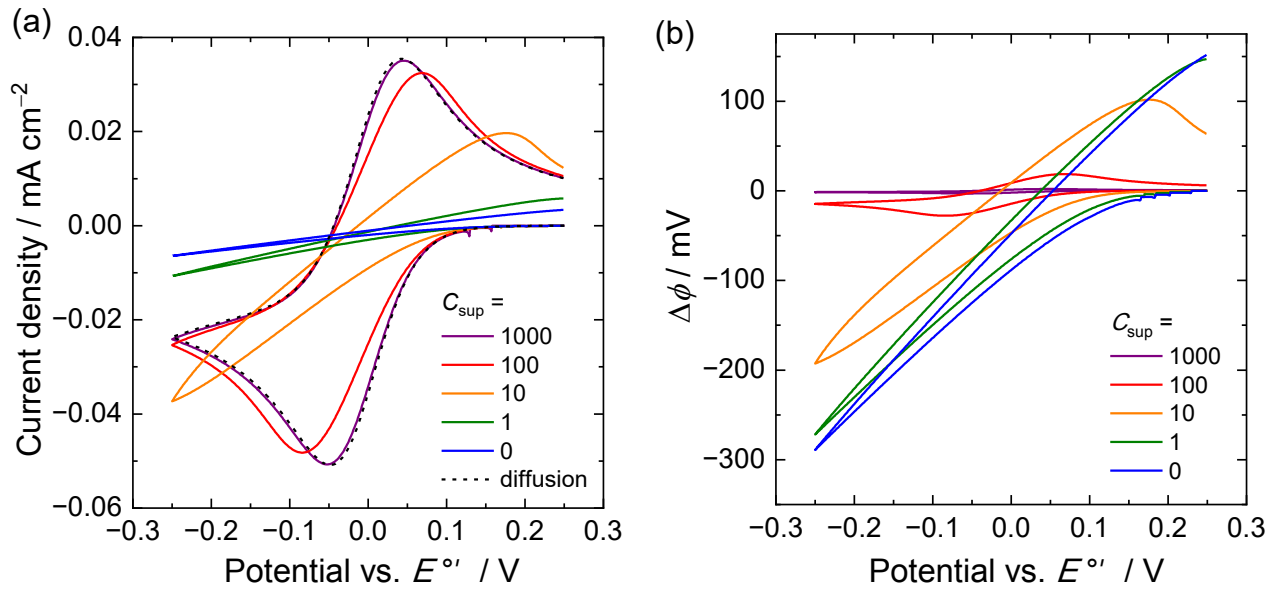 (a)
0.04
0.02
0.00
−0.02
−0.04
−0.06
Current density / mA cm⁻²
C_sup =
1000
100
10
1
0
diffusion
−0.3 −0.2 −0.1 0.0 0.1 0.2 0.3
Potential vs. E°′ / V
(b)
100
0
−100
−200
−300
Δϕ / mV
C_sup =
1000
100
10
1
0
−0.3 −0.2 −0.1 0.0 0.1 0.2 0.3
Potential vs. E°′ / V